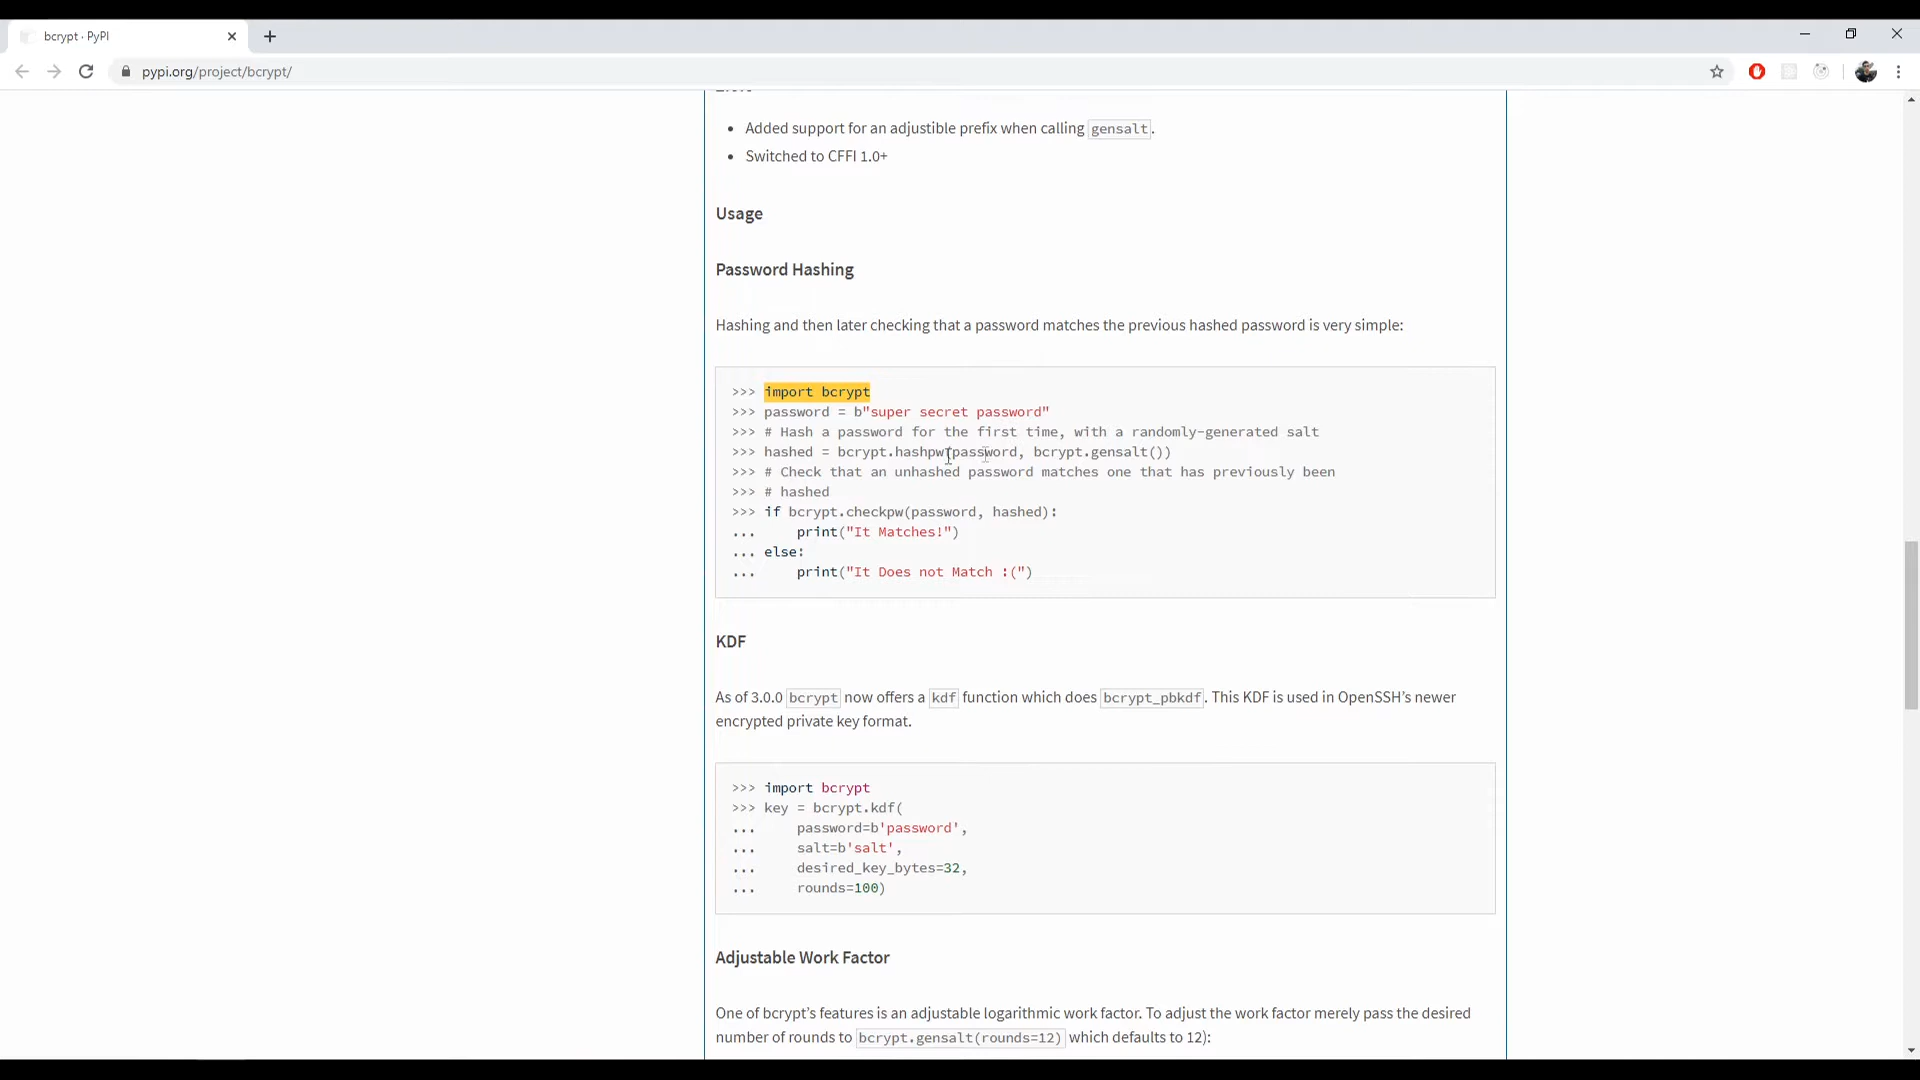 bcrypt · PyPI
pypi.org/project/bcrypt/
Added support for an adjustible prefix when calling gensalt.
Switched to CFFI 1.0+
Usage
Password Hashing
Hashing and then later checking that a password matches the previous hashed password is very simple:
>>> import bcrypt
>>> password = b"super secret password"
>>> # Hash a password for the first time, with a randomly-generated salt
>>> hashed = bcrypt.hashpw(password, bcrypt.gensalt())
>>> # Check that an unhashed password matches one that has previously been
>>> # hashed
>>> if bcrypt.checkpw(password, hashed):
...     print("It Matches!")
... else:
...     print("It Does not Match :(")
KDF
As of 3.0.0 bcrypt now offers a kdf function which does bcrypt_pbkdf. This KDF is used in OpenSSH’s newer
encrypted private key format.
>>> import bcrypt
>>> key = bcrypt.kdf(
...     password=b'password',
...     salt=b'salt',
...     desired_key_bytes=32,
...     rounds=100)
Adjustable Work Factor
One of bcrypt’s features is an adjustable logarithmic work factor. To adjust the work factor merely pass the desired
number of rounds to bcrypt.gensalt(rounds=12) which defaults to 12):